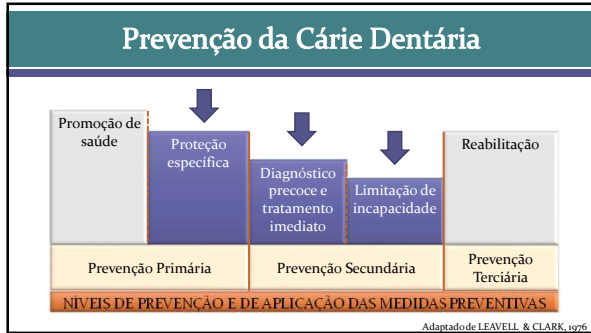 Prevenção da Cárie Dentária
Promoção de
saúde
Proteção
específica
Diagnóstico
precoce e
tratamento
imediato
Limitação de
incapacidade
Reabilitação
Prevenção Primária
Prevenção Secundária
Prevenção
Terciária
NÍVEIS DE PREVENÇÃO E DE APLICAÇÃO DAS MEDIDAS PREVENTIVAS
Adaptado de LEAVELL & CLARK, 1976